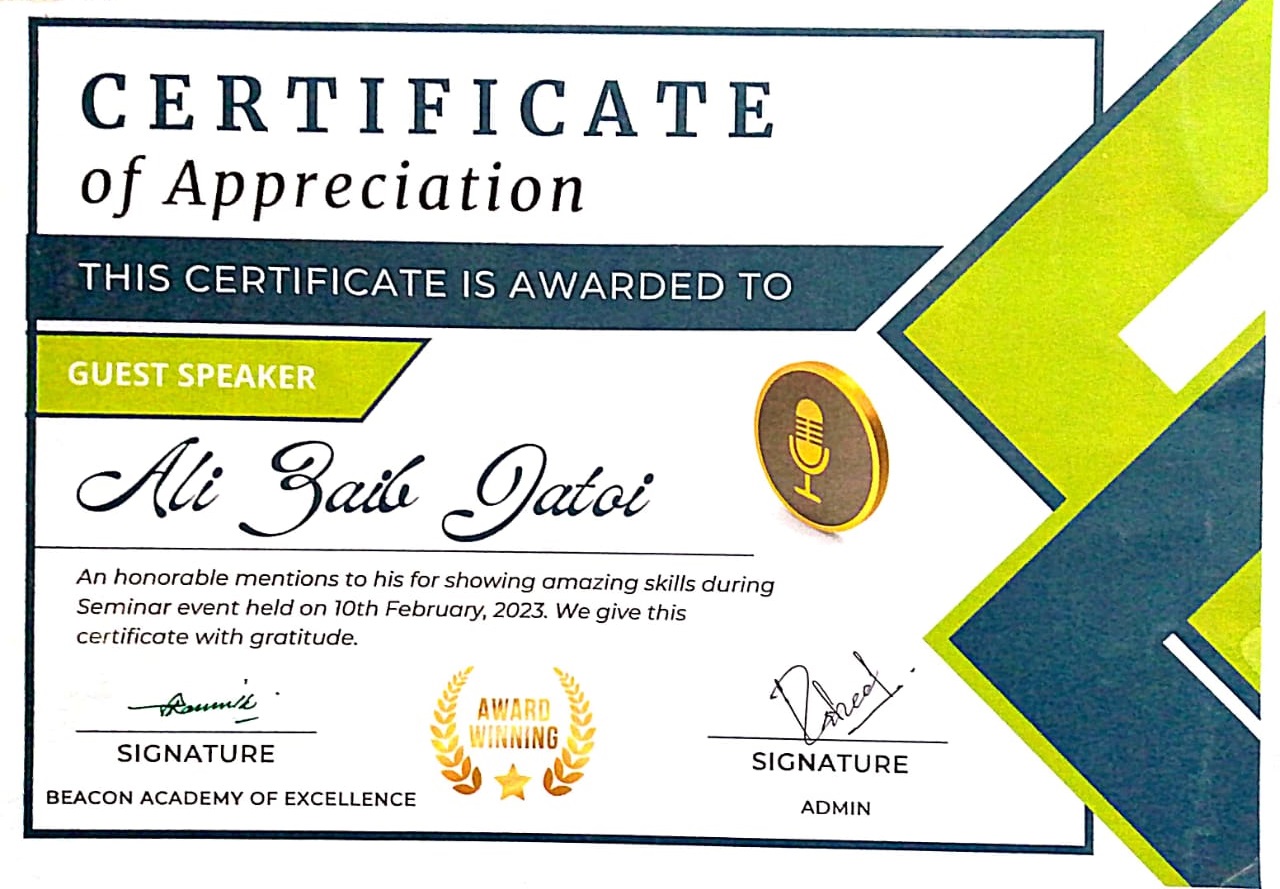 CERTIFICATE
of Appreciation
THIS CERTIFICATE IS AWARDED TO
GUEST SPEAKER
Ali Zaib Jatoi
An honorable mentions to his for showing amazing skills during
Seminar event held on 10th February, 2023. We give this
certificate with gratitude.
AWARD
WINNING
SIGNATURE
BEACON ACADEMY OF EXCELLENCE
SIGNATURE
ADMIN